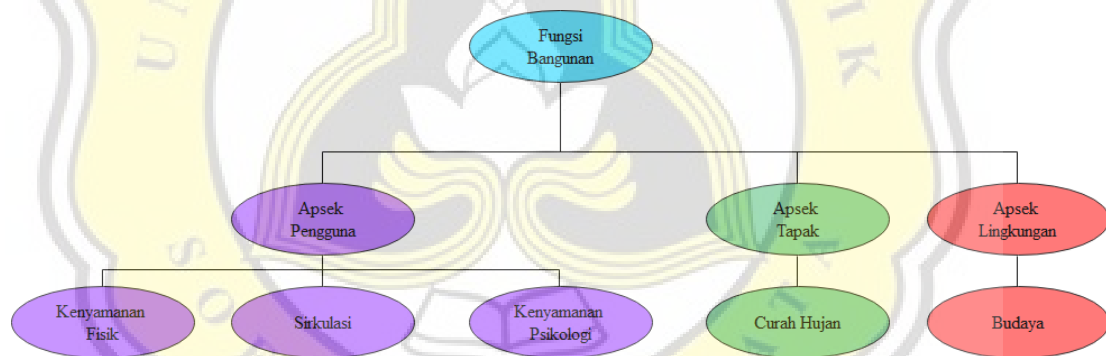 Fungsi
Bangunan
Apsek
Pengguna
Apsek
Tapak
Apsek
Lingkungan
Kenyamanan
Fisik
Sirkulasi
Kenyamanan
Psikologi
Curah Hujan
Budaya